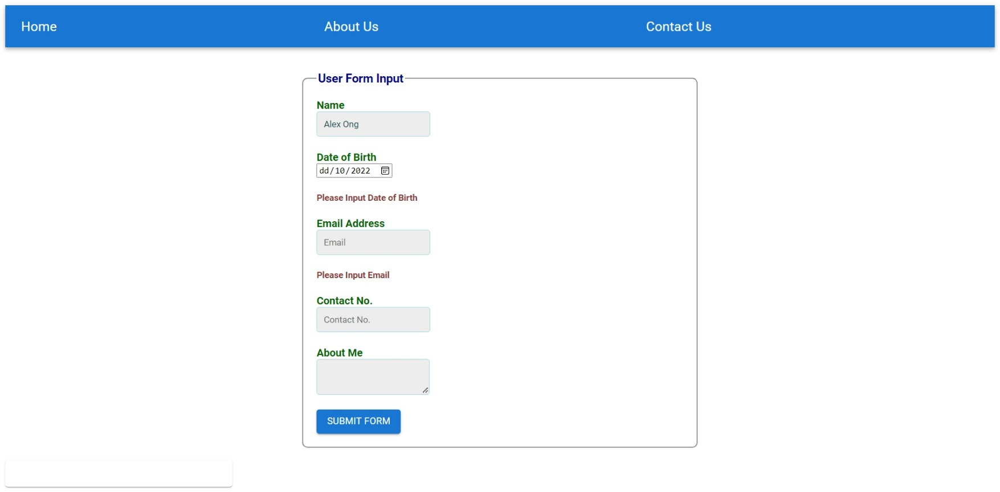 Home About Us Contact Us
User Form Input
Name
Alex Ong
Date of Birth
dd/10/2022
Please Input Date of Birth
Email Address
Email
Please Input Email
Contact No.
Contact No.
About Me
SUBMIT FORM